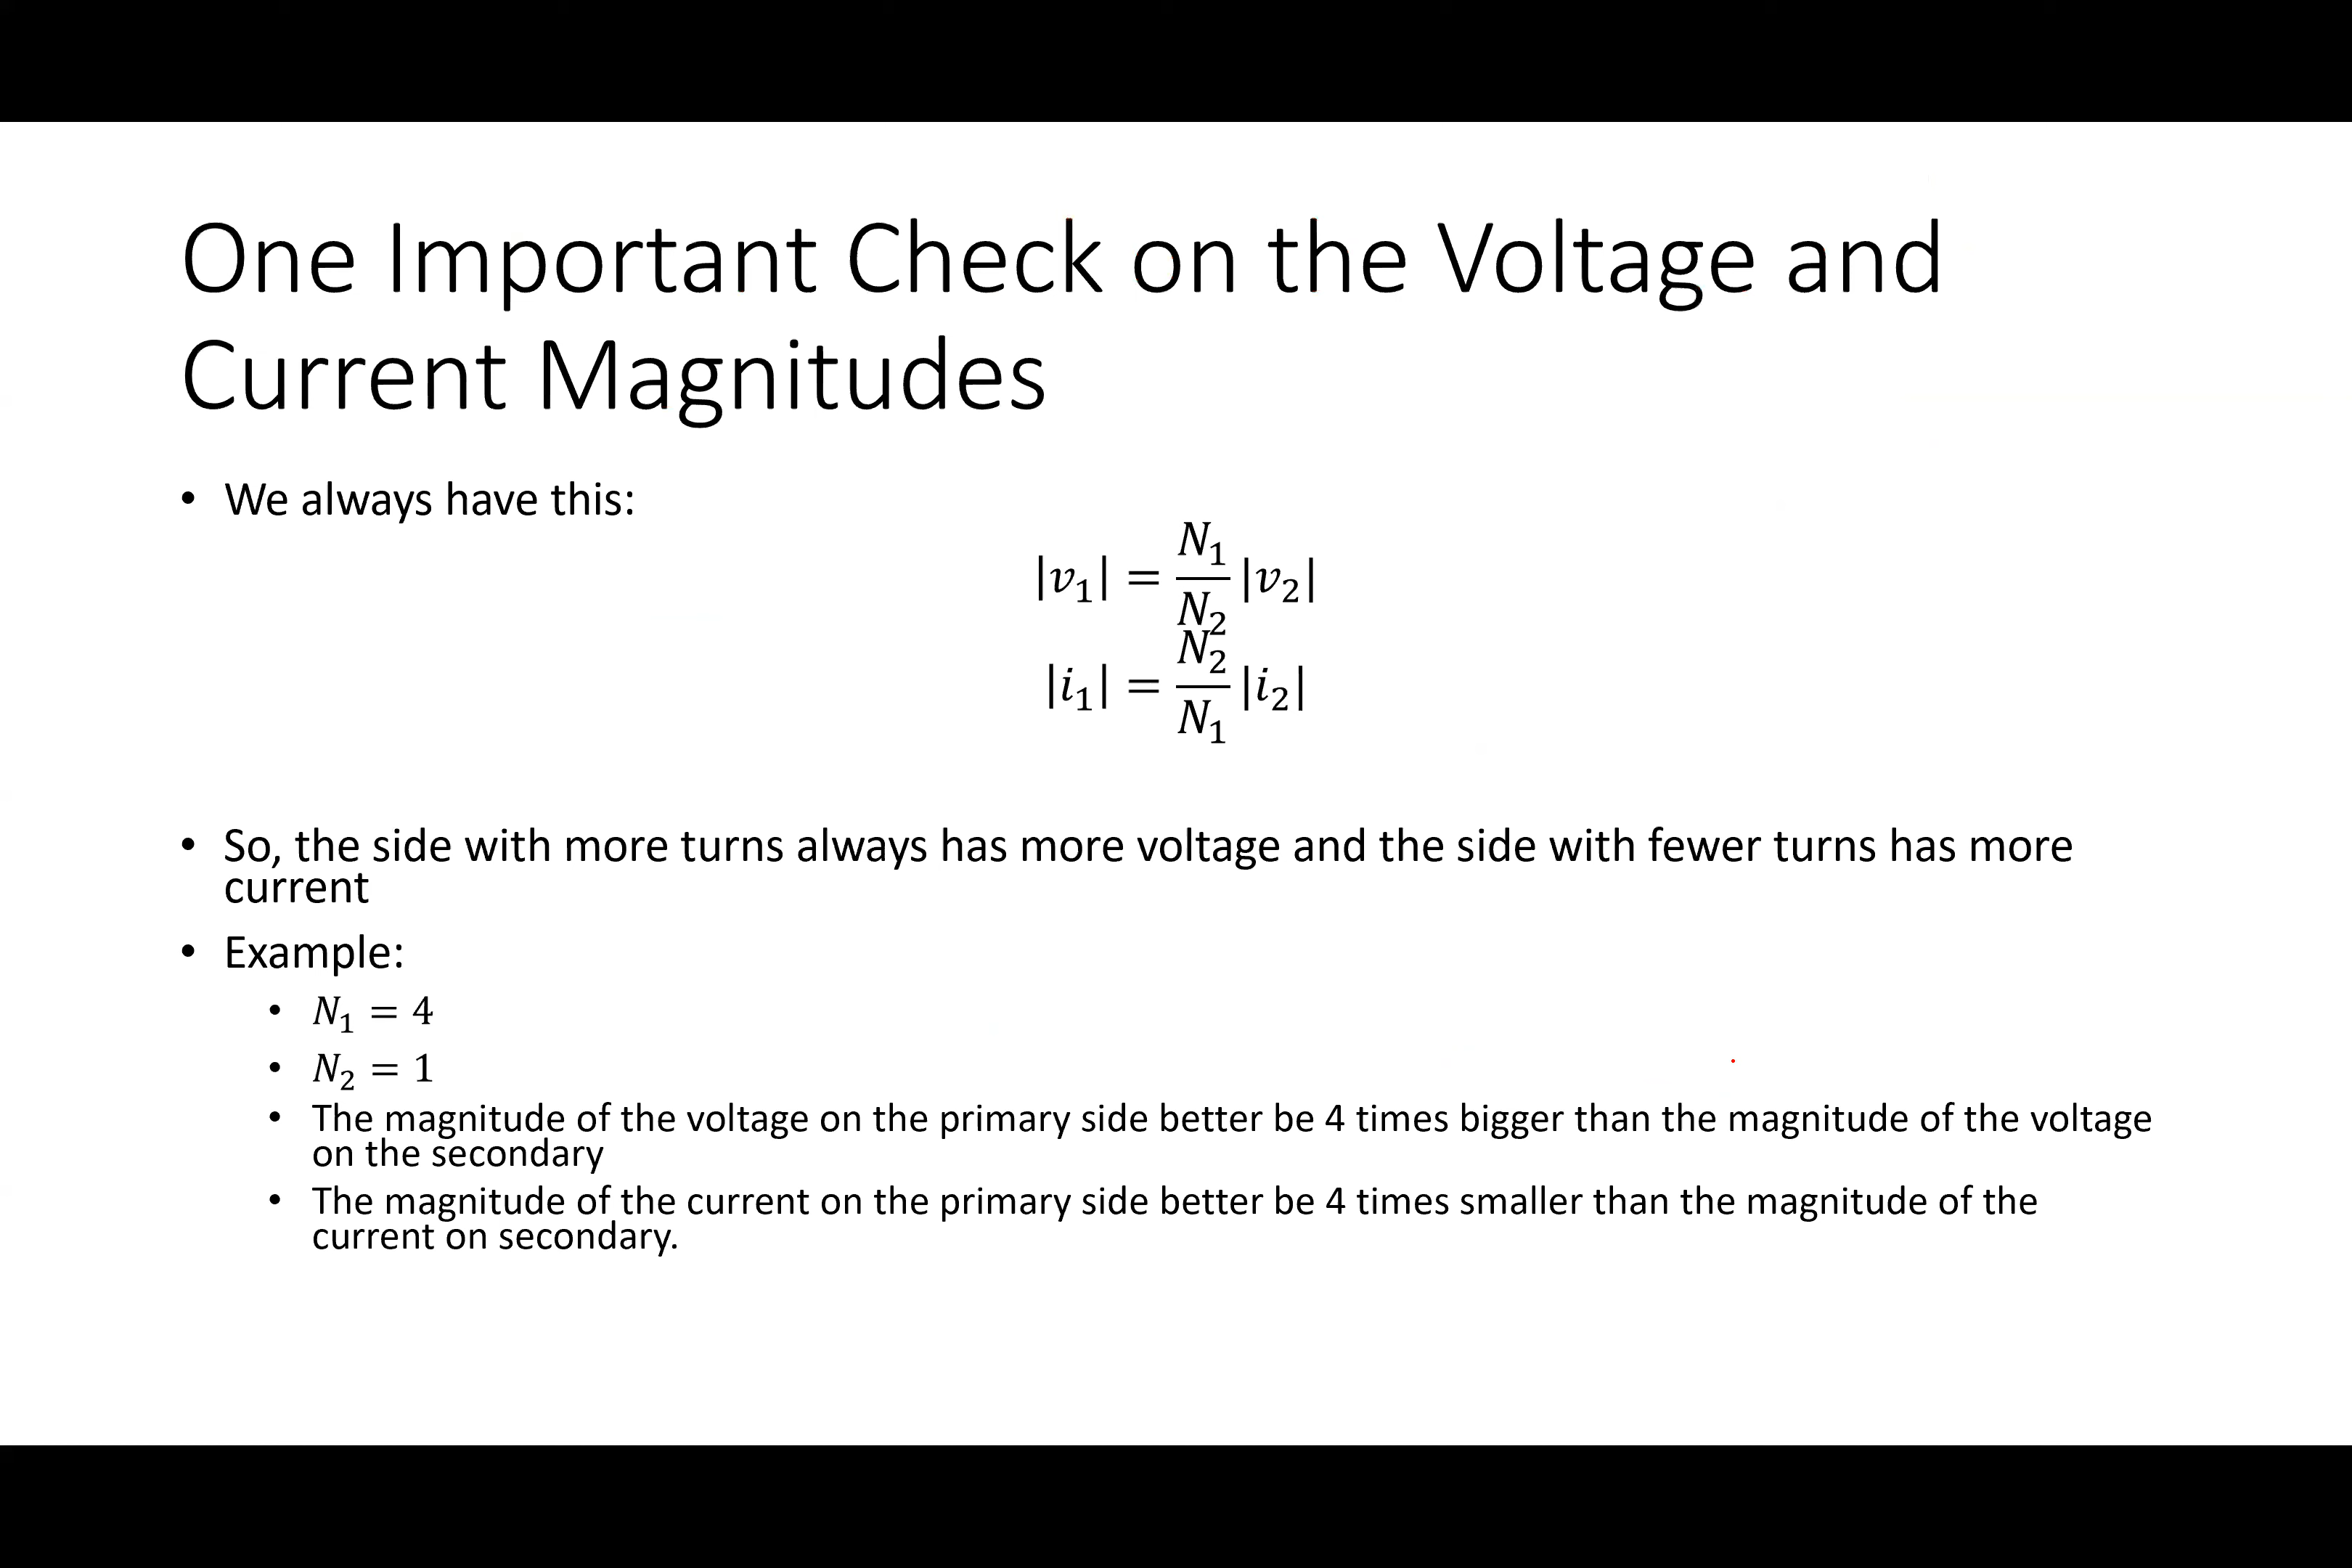 One Important Check on the Voltage and
Current Magnitudes
• We always have this:
|v₁| = N₁/N₂ |v₂|
|i₁| = N₂/N₁ |i₂|
• So, the side with more turns always has more voltage and the side with fewer turns has more
current
• Example:
• N₁ = 4
• N₂ = 1
• The magnitude of the voltage on the primary side better be 4 times bigger than the magnitude of the voltage
on the secondary
• The magnitude of the current on the primary side better be 4 times smaller than the magnitude of the
current on secondary.